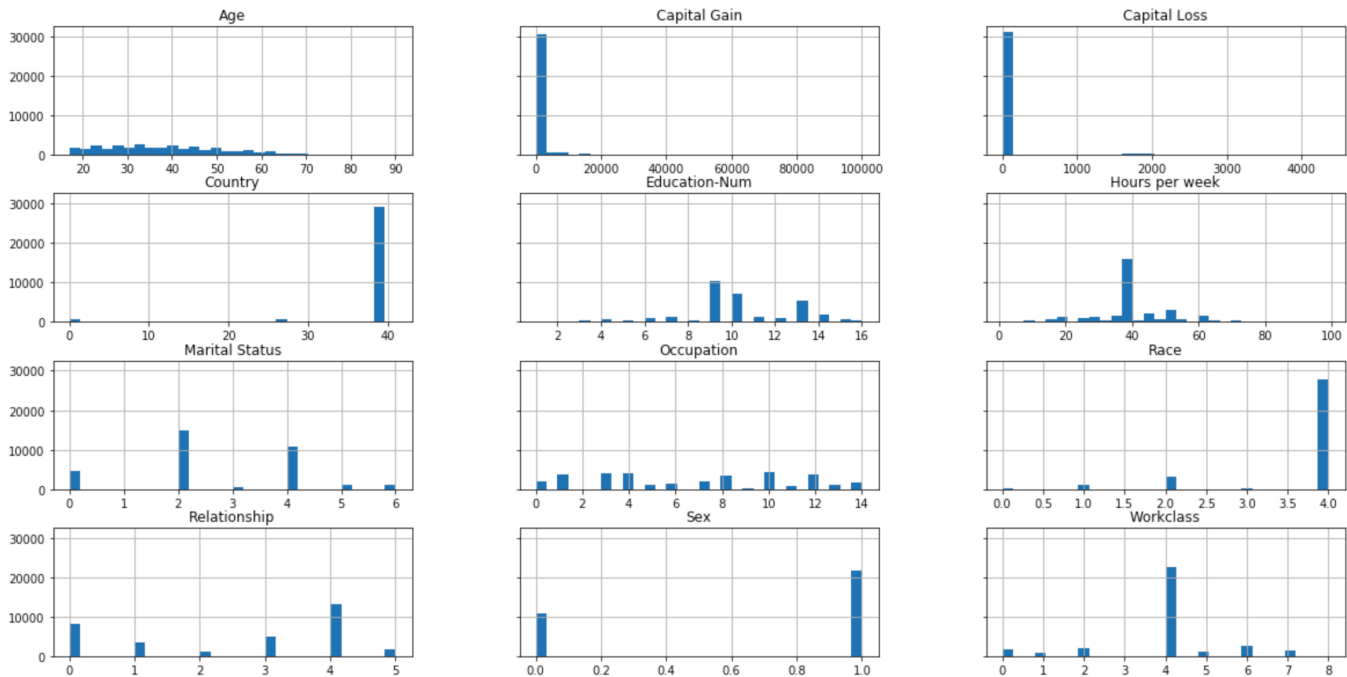 Age Capital Gain Capital Loss
30000
20000
10000
0
20 30 40 50 60 70 80 90 0 20000 40000 60000 80000 100000 0 1000 2000 3000 4000
Country Education-Num Hours per week
30000
20000
10000
0
0 10 20 30 40 2 4 6 8 10 12 14 16 0 20 40 60 80 100
Marital Status Occupation Race
30000
20000
10000
0
0 1 2 3 4 5 6 0 2 4 6 8 10 12 14 0.0 0.5 1.0 1.5 2.0 2.5 3.0 3.5 4.0
Relationship Sex Workclass
30000
20000
10000
0
0 1 2 3 4 5 0.0 0.2 0.4 0.6 0.8 1.0 0 1 2 3 4 5 6 7 8